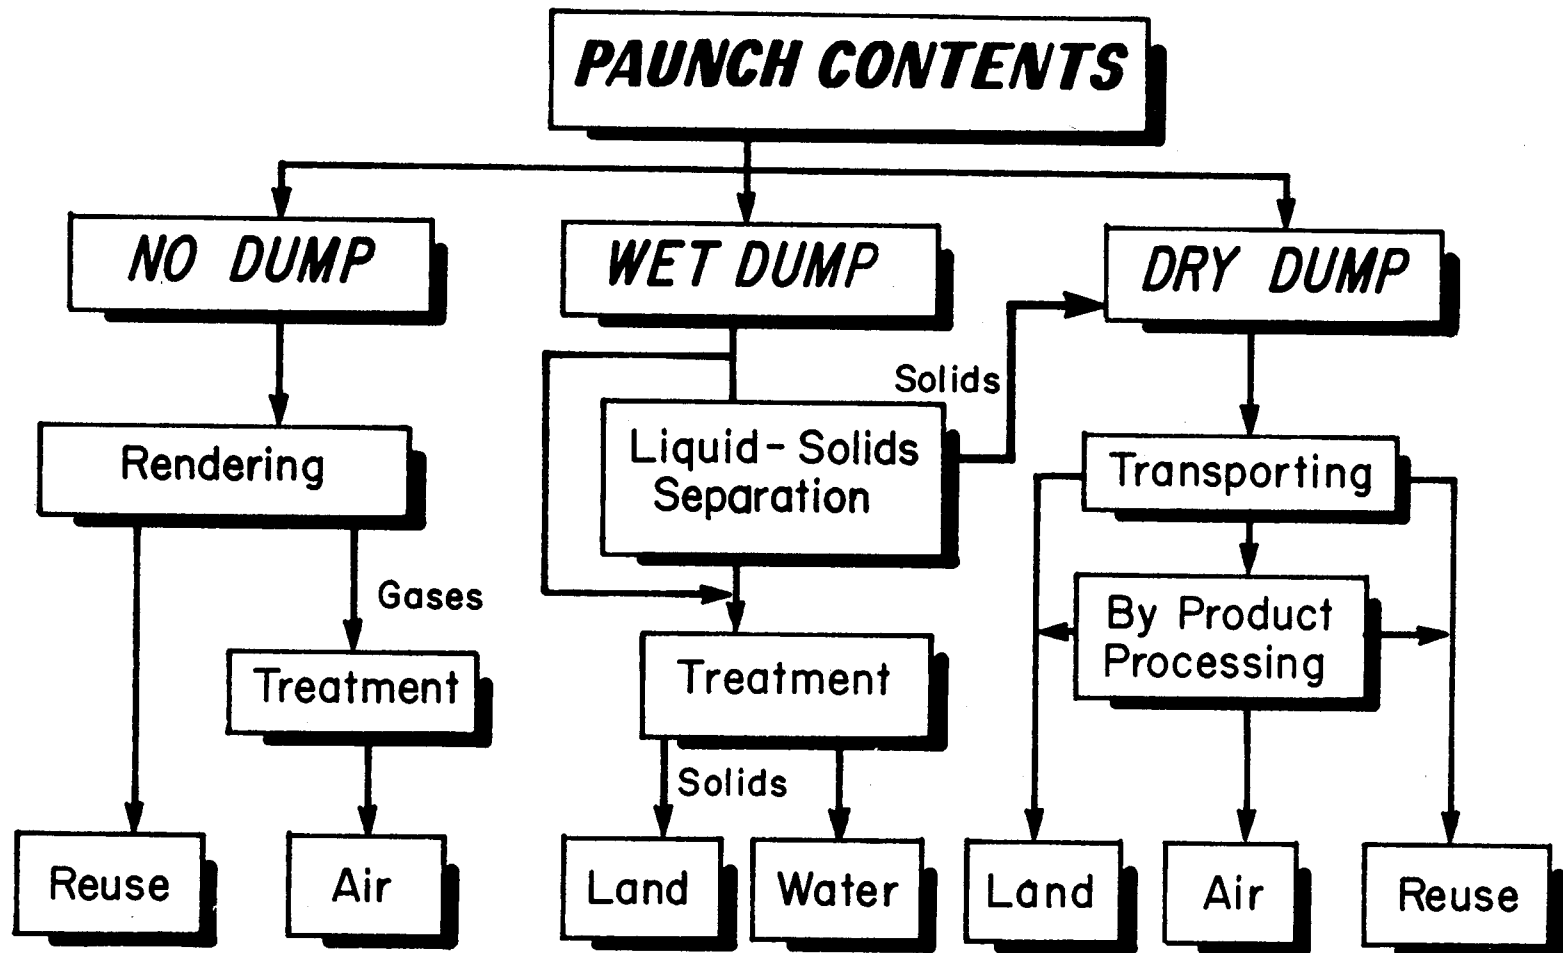 PAUNCH CONTENTS
NO DUMP
WET DUMP
DRY DUMP
Solids
Rendering
Liquid-Solids
Separation
Transporting
Gases
By Product
Processing
Treatment
Treatment
Solids
Reuse
Air
Land
Water
Land
Air
Reuse